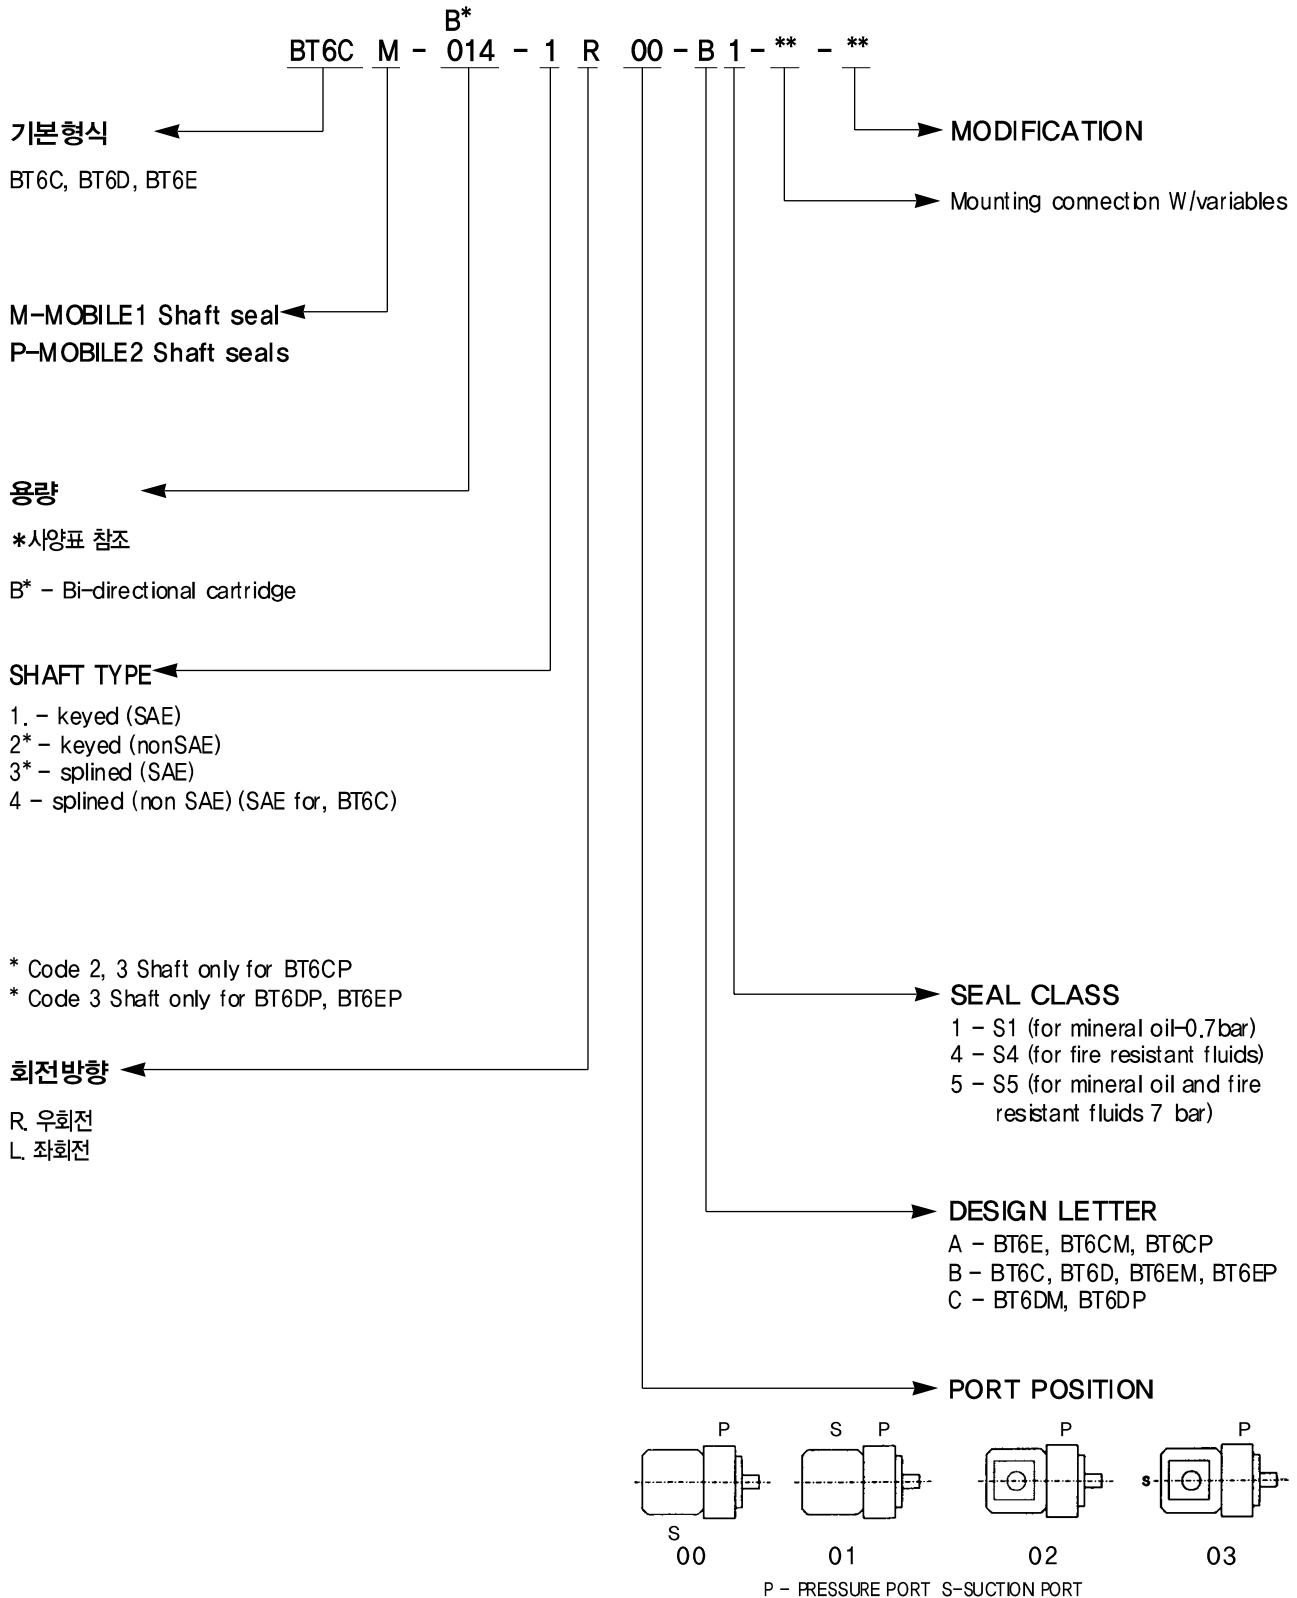 B*
BT6C M - 014 - 1 R 00 - B 1 - ** - **
기본형식
BT6C, BT6D, BT6E
MODIFICATION
Mounting connection W/variables
M-MOBILE1 Shaft seal
P-MOBILE2 Shaft seals
용량
*사양표 참조
B* - Bi-directional cartridge
SHAFT TYPE
1. - keyed (SAE)
2* - keyed (nonSAE)
3* - splined (SAE)
4 - splined (non SAE) (SAE for, BT6C)
* Code 2, 3 Shaft only for BT6CP
* Code 3 Shaft only for BT6DP, BT6EP
회전방향
R. 우회전
L. 좌회전
SEAL CLASS
1 - S1 (for mineral oil-0.7bar)
4 - S4 (for fire resistant fluids)
5 - S5 (for mineral oil and fire
resistant fluids 7 bar)
DESIGN LETTER
A - BT6E, BT6CM, BT6CP
B - BT6C, BT6D, BT6EM, BT6EP
C - BT6DM, BT6DP
PORT POSITION
P S P P P
S
S
00 01 02 03
P - PRESSURE PORT S-SUCTION PORT